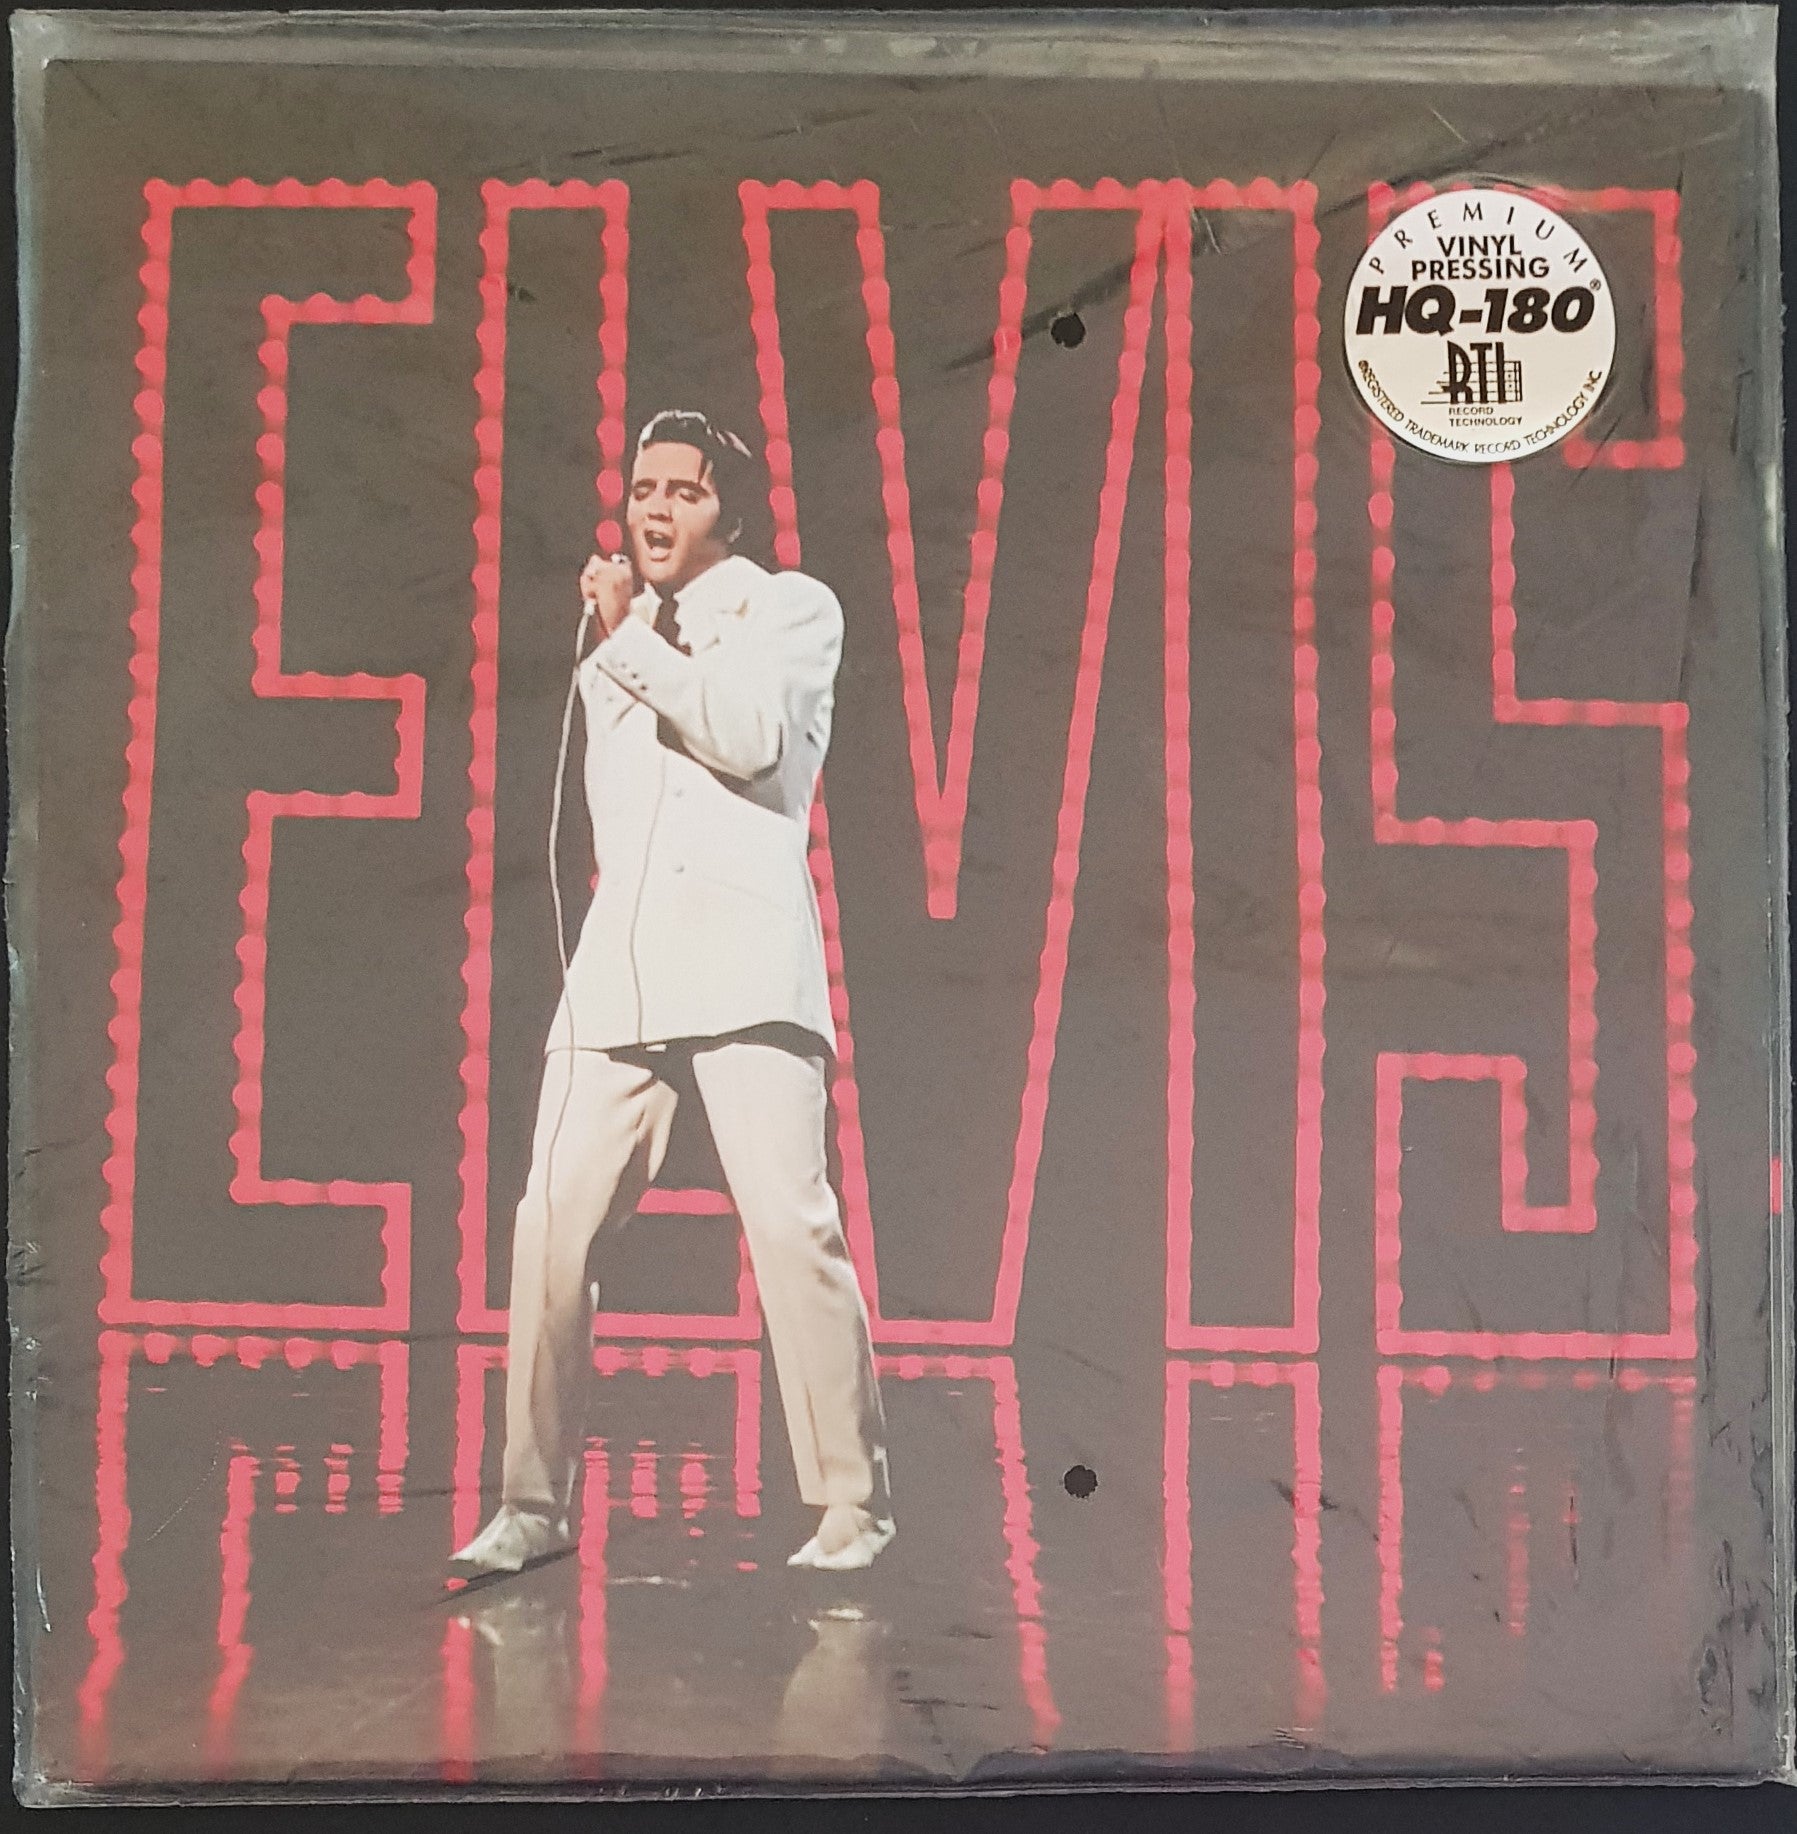 ELVIS
PREMIUM
VINYL
PRESSING
HQ-180®
RTI
RECORD
TECHNOLOGY
®REGISTERED TRADEMARK RECORD TECHNOLOGY INC.